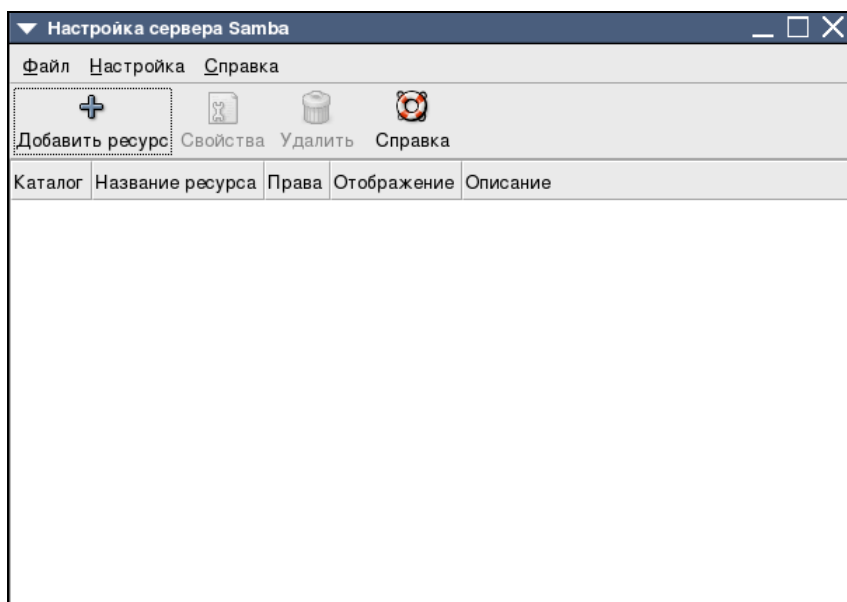 Настройка сервера Samba
Файл Настройка Справка
Добавить ресурс Свойства Удалить Справка
Каталог Название ресурса Права Отображение Описание